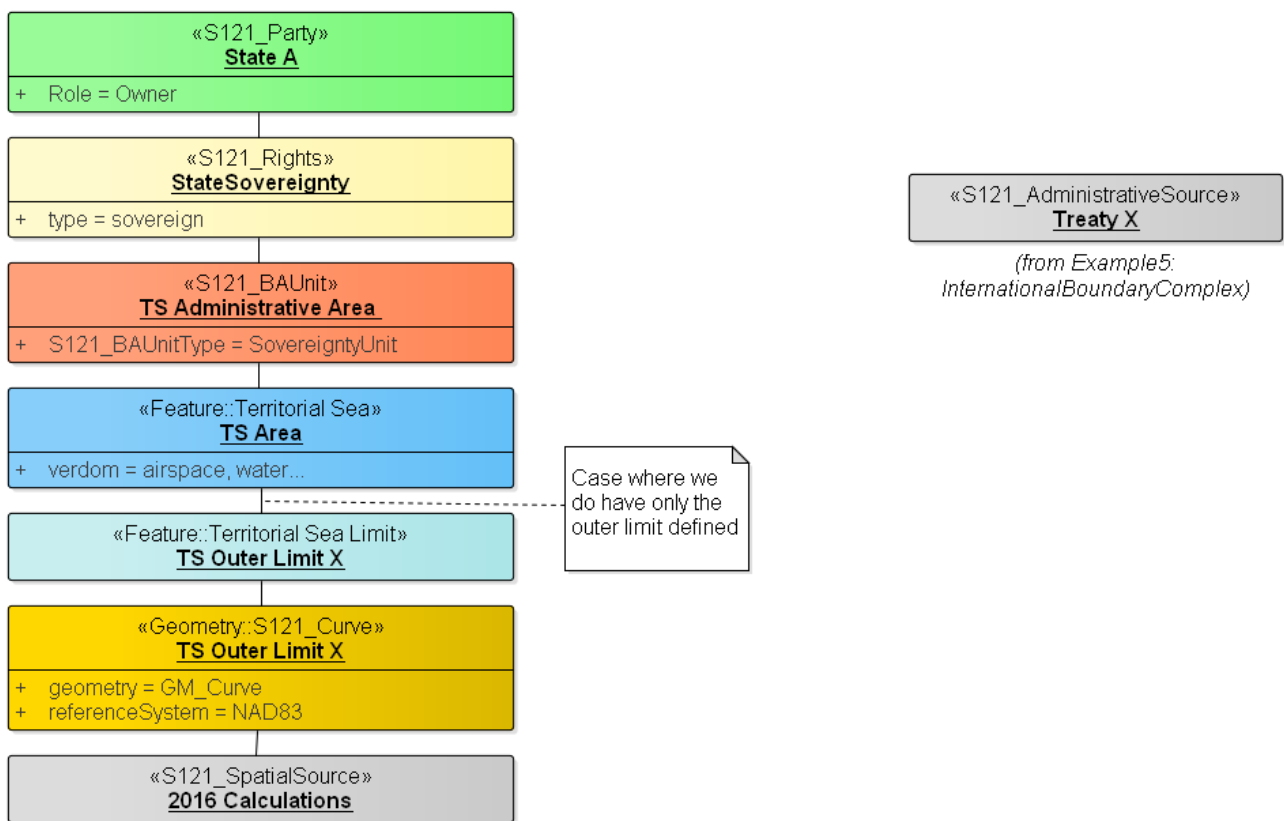 «S121_Party»
State A
+ Role = Owner
«S121_Rights»
StateSovereignty
+ type = sovereign
«S121_AdministrativeSource»
Treaty X
(from Example5:
InternationalBoundaryComplex)
«S121_BAUnit»
TS Administrative Area
+ S121_BAUnitType = SovereigntyUnit
«Feature::Territorial Sea»
TS Area
+ verdom = airspace, water...
Case where we
do have only the
outer limit defined
«Feature::Territorial Sea Limit»
TS Outer Limit X
«Geometry::S121_Curve»
TS Outer Limit X
+ geometry = GM_Curve
+ referenceSystem = NAD83
«S121_SpatialSource»
2016 Calculations